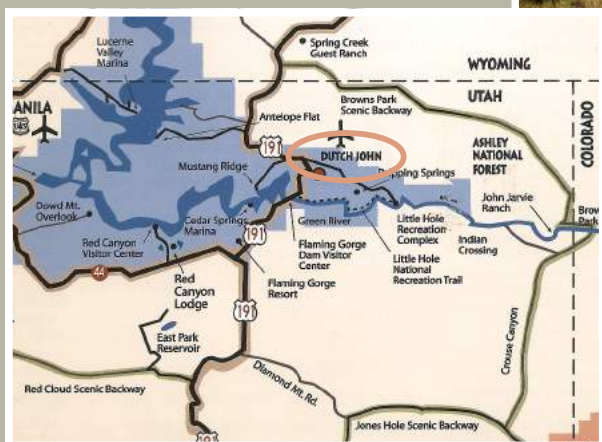 Lucerne
Valley
Marina
Spring Creek
Guest Ranch
WYOMING
UTAH
COLORADO
ANILA
Browns Park
Scenic Backway
Antelope Flat
191
DUTCH JOHN
ASHLEY
NATIONAL
FOREST
Mustang Ridge
Dowd Mt.
Overlook
Cedar Springs
Marina
Green River
Little Hole
Recreation
Complex
John Jarvie
Ranch
Brow
Park
Red Canyon
Visitor Center
191
Flaming Gorge
Dam Visitor
Center
Indian
Crossing
Little Hole
National
Recreation Trail
44
Red
Canyon
Lodge
Flaming Gorge
Resort
191
East Park
Reservoir
Crouse Canyon
Diamond Mt. Rd.
Red Cloud Scenic Backway
Jones Hole Scenic Backway